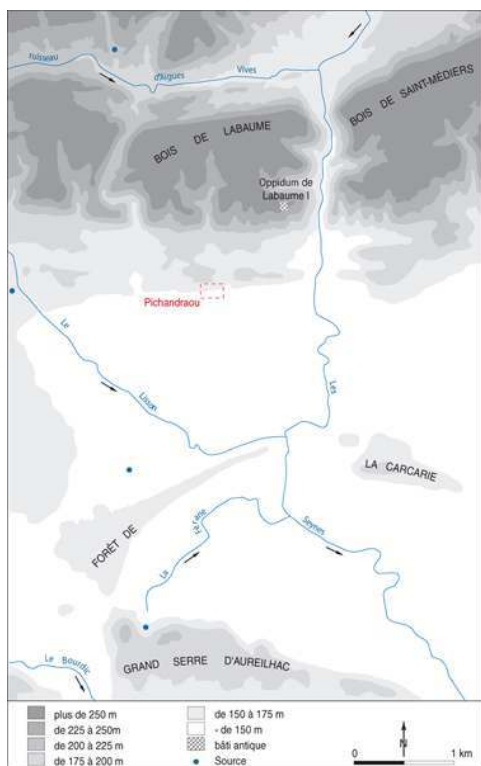 ruisseau
d'Aigues
Vives
BOIS DE LABAUME
BOIS DE SAINT-MÉDIERS
Oppidum de
Labaume I
Pichandraou
Le
Lisson
Les
LA CARCARIE
FORÊT DE
La
Seynes
Le Bourdic
GRAND SERRE D'AUREILHAC
plus de 250 m
de 225 à 250m
de 200 à 225 m
de 175 à 200 m
de 150 à 175 m
- de 150 m
bâti antique
Source
N
0
1 km